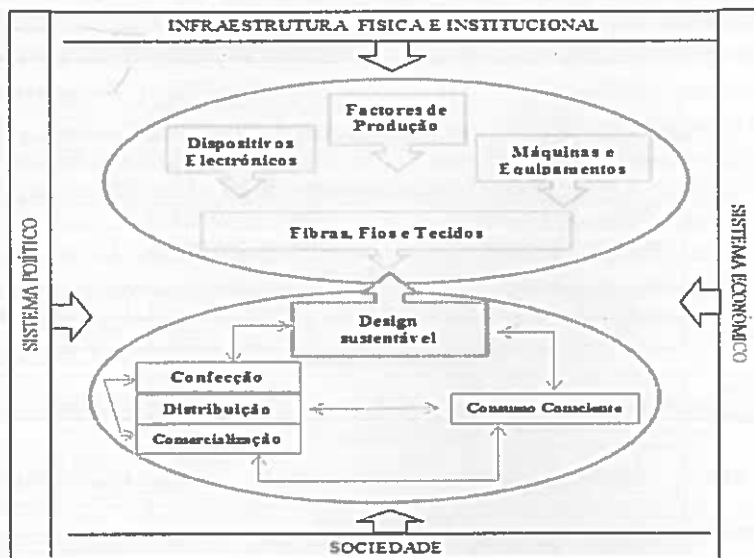 INFRAESTRUTURA FISICA E INSTITUCIONAL
SISTEMA POLÍTICO
SISTEMA ECONÓMICO
Factores de
Produção
Dispositivos
Electrónicos
Máquinas e
Equipamentos
Fibras, Fios e Tecidos
Design
sustentável
Confecção
Distribuição
Comercialização
Consumo Consciente
SOCIEDADE